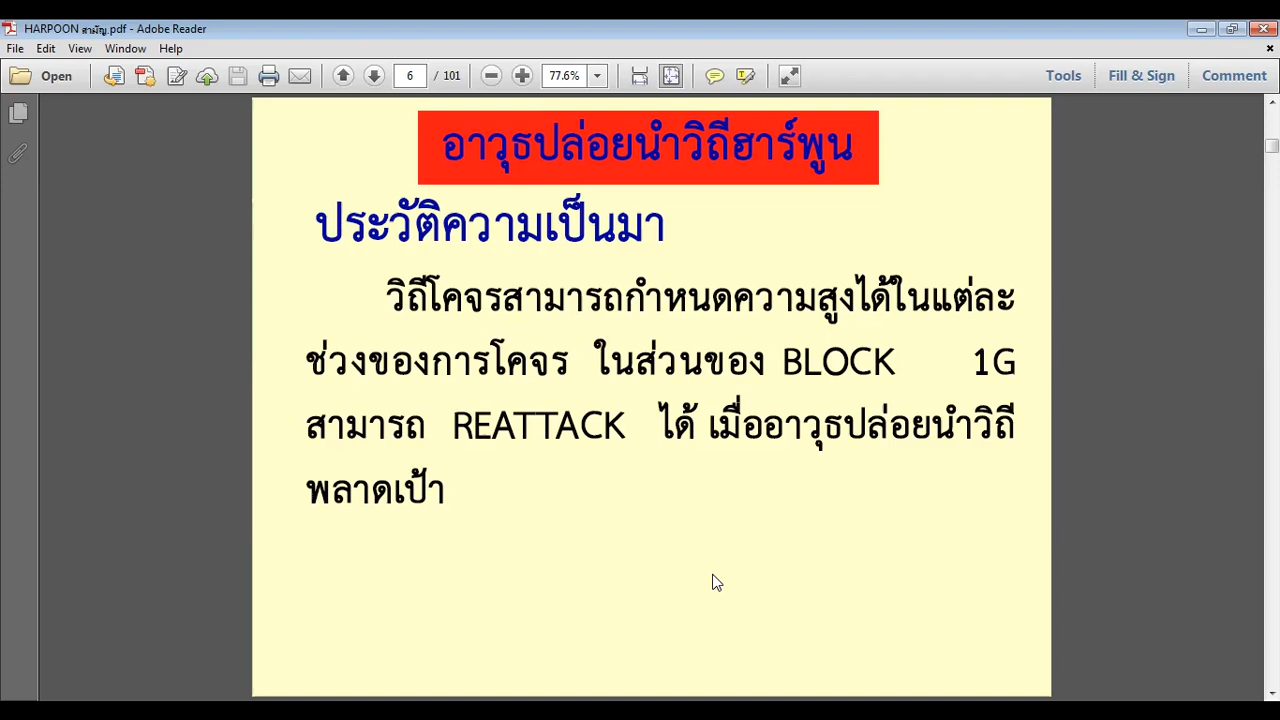 HARPOON สามัญ.pdf - Adobe Reader
File Edit View Window Help
Open 6 / 101 77.6% Tools Fill & Sign Comment
อาวุธปล่อยนำวิถีฮาร์พูน
ประวัติความเป็นมา
วิถีโคจรสามารถกำหนดความสูงได้ในแต่ละ
ช่วงของการโคจร ในส่วนของ BLOCK 1G
สามารถ REATTACK ได้ เมื่ออาวุธปล่อยนำวิถี
พลาดเป้า